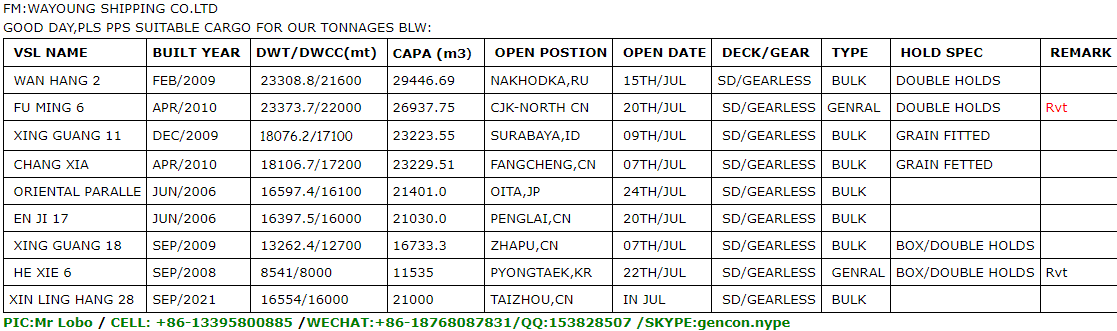 FM:WAYOUNG SHIPPING CO.LTD
GOOD DAY,PLS PPS SUITABLE CARGO FOR OUR TONNAGES BLW:
VSL NAME BUILT YEAR DWT/DWCC(mt) CAPA (m3) OPEN POSTION OPEN DATE DECK/GEAR TYPE HOLD SPEC REMARK
WAN HANG 2 FEB/2009 23308.8/21600 29446.69 NAKHODKA,RU 15TH/JUL SD/GEARLESS BULK DOUBLE HOLDS
FU MING 6 APR/2010 23373.7/22000 26937.75 CJK-NORTH CN 20TH/JUL SD/GEARLESS GENRAL DOUBLE HOLDS Rvt
XING GUANG 11 DEC/2009 18076.2/17100 23223.55 SURABAYA,ID 09TH/JUL SD/GEARLESS BULK GRAIN FITTED
CHANG XIA APR/2010 18106.7/17200 23229.51 FANGCHENG,CN 07TH/JUL SD/GEARLESS BULK GRAIN FETTED
ORIENTAL PARALLE JUN/2006 16597.4/16100 21401.0 OITA,JP 24TH/JUL SD/GEARLESS BULK
EN JI 17 JUN/2006 16397.5/16000 21030.0 PENGLAI,CN 20TH/JUL SD/GEARLESS BULK
XING GUANG 18 SEP/2009 13262.4/12700 16733.3 ZHAPU,CN 07TH/JUL SD/GEARLESS BULK BOX/DOUBLE HOLDS
HE XIE 6 SEP/2008 8541/8000 11535 PYONGTAEK,KR 22TH/JUL SD/GEARLESS GENRAL BOX/DOUBLE HOLDS Rvt
XIN LING HANG 28 SEP/2021 16554/16000 21000 TAIZHOU,CN IN JUL SD/GEARLESS BULK
PIC:Mr Lobo / CELL: +86-13395800885 /WECHAT:+86-18768087831/QQ:153828507 /SKYPE:gencon.nype